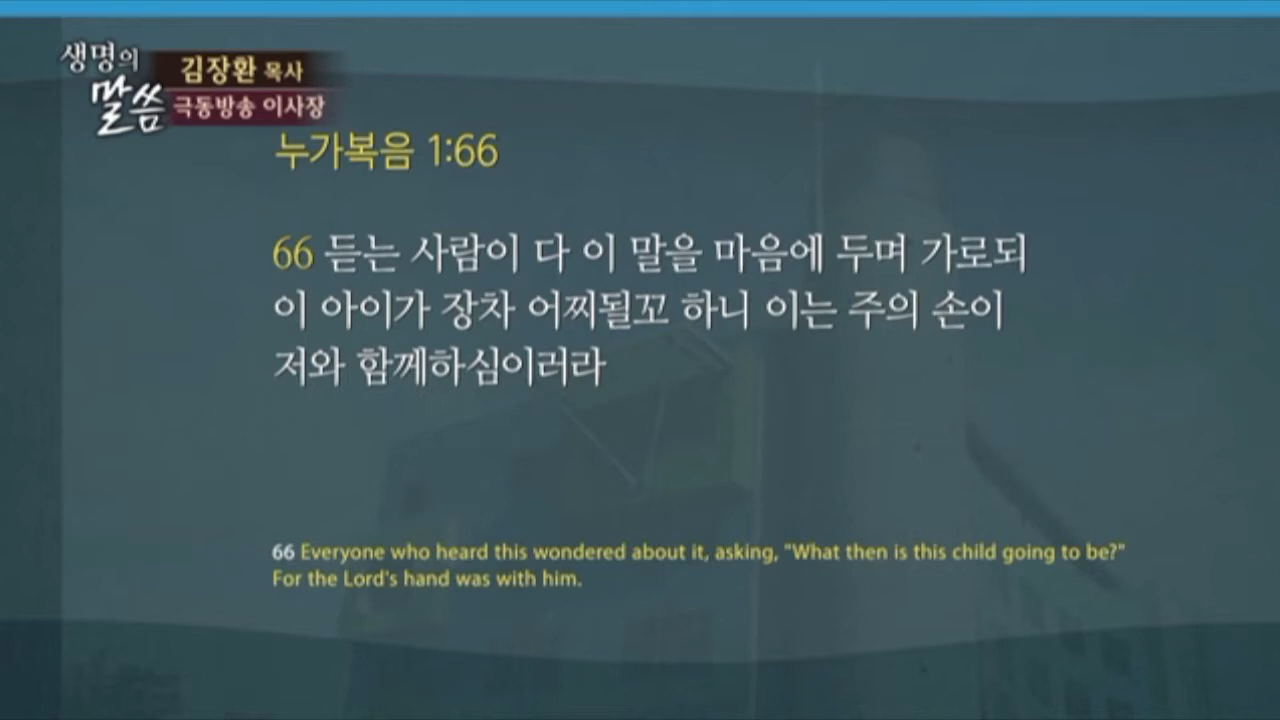 생명의
말씀
김장환 목사
극동방송 이사장
누가복음 1:66
66 듣는 사람이 다 이 말을 마음에 두며 가로되
이 아이가 장차 어찌될꼬 하니 이는 주의 손이
저와 함께하심이러라
66 Everyone who heard this wondered about it, asking, "What then is this child going to be?"
For the Lord's hand was with him.